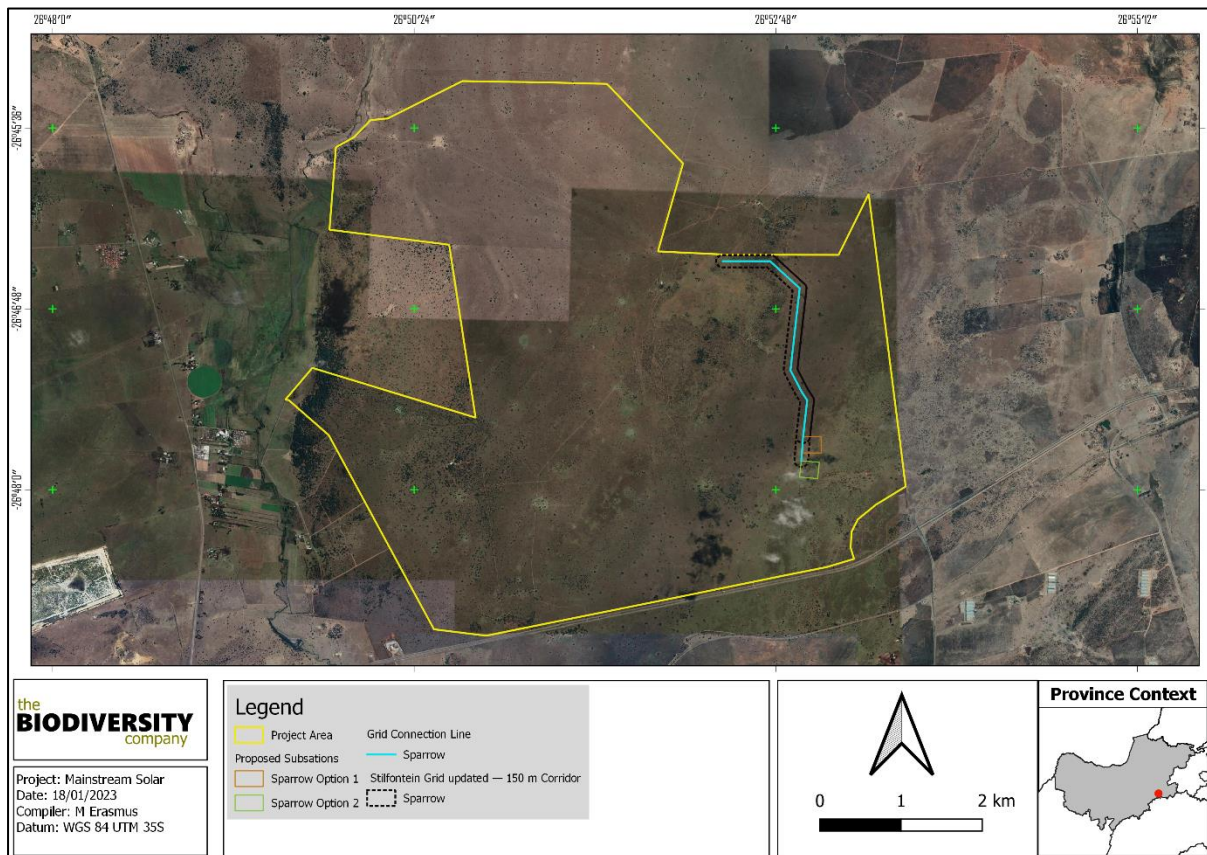 26°48'0" 26°50'24" 26°52'48" 26°55'12"
-26°45'36"
-26°46'48"
-26°48'0"
the
BIODIVERSITY
company
Project: Mainstream Solar
Date: 18/01/2023
Compiler: M Erasmus
Datum: WGS 84 UTM 35S
Legend
Project Area
Proposed Subsations
Sparrow Option 1
Sparrow Option 2
Grid Connection Line
Sparrow
Stilfontein Grid updated — 150 m Corridor
Sparrow
0 1 2 km
Province Context